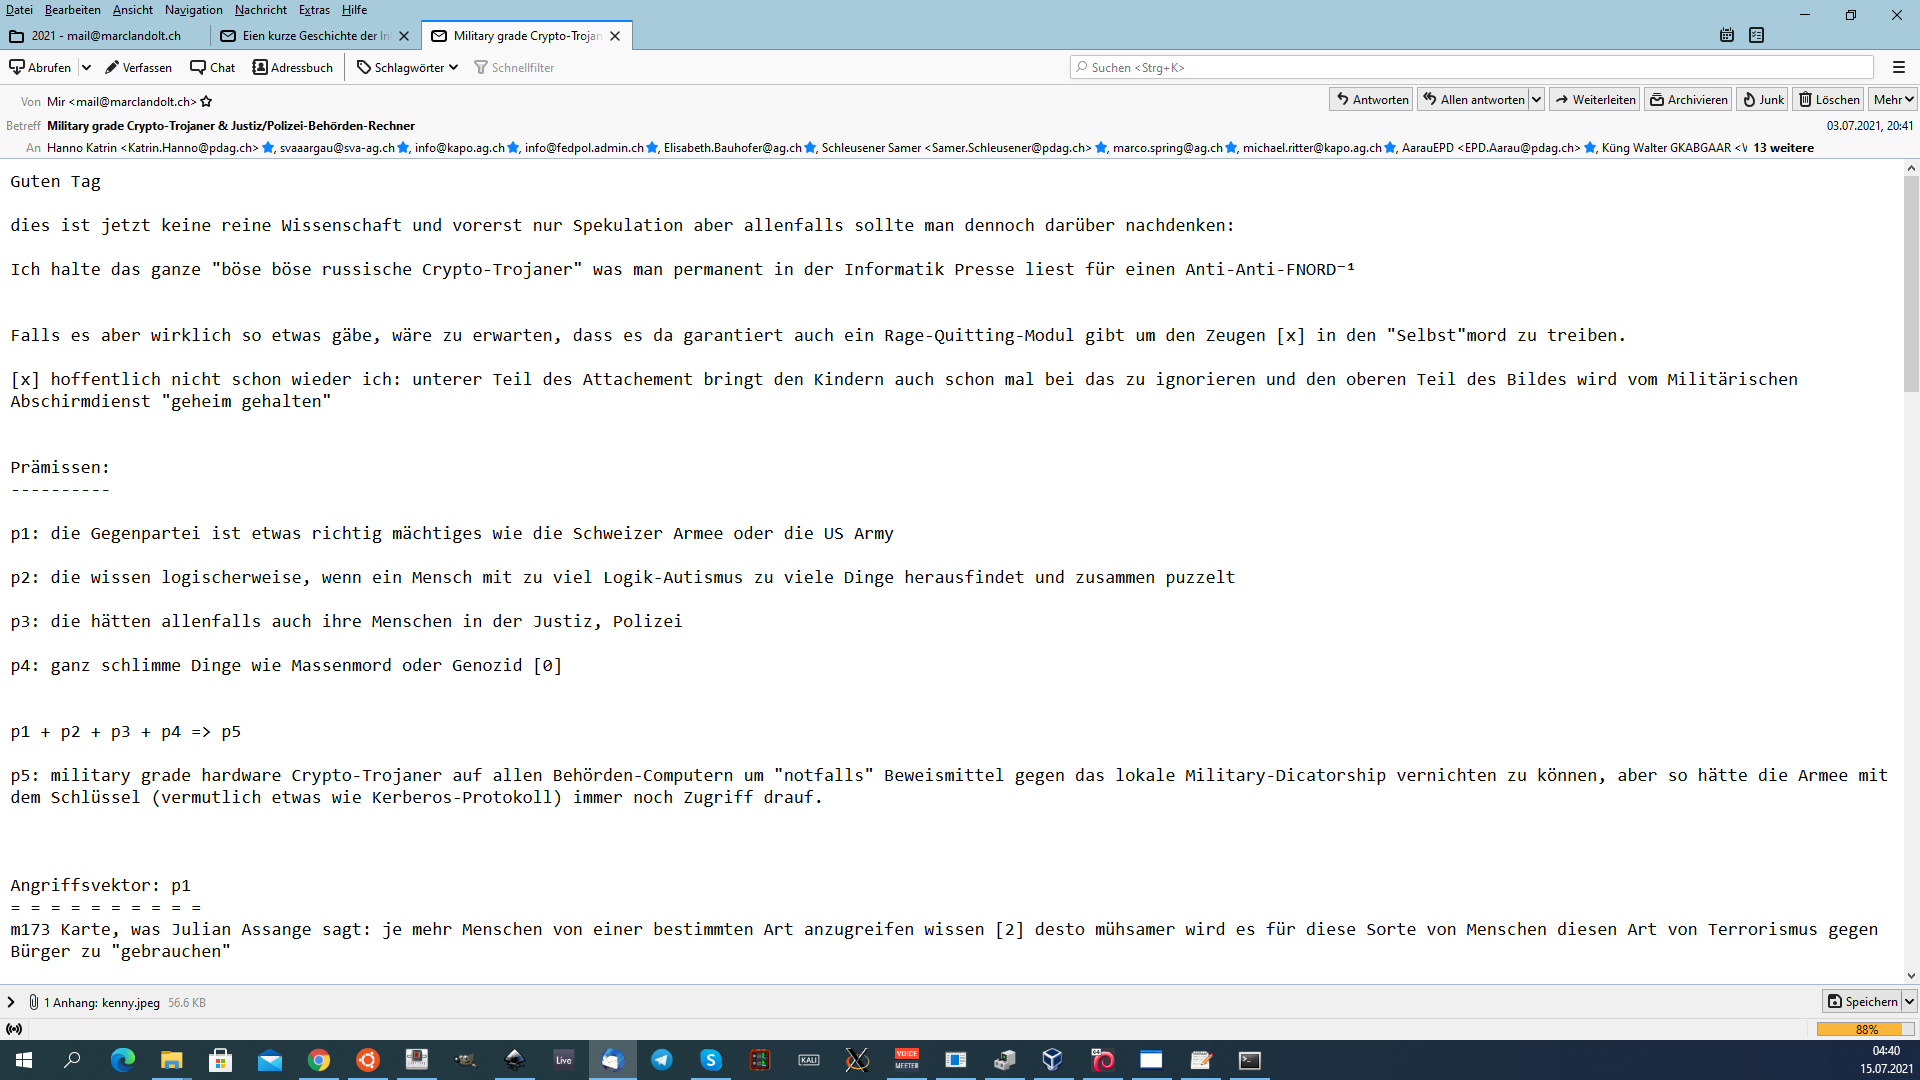 Datei Bearbeiten Ansicht Navigation Nachricht Extras Hilfe
2021 - mail@marclandolt.ch Eien kurze Geschichte der In Military grade Crypto-Trojan
Abrufen Verfassen Chat Adressbuch Schlagwörter Schnellfilter Suchen <Strg+K>
Von Mir <mail@marclandolt.ch> Antworten Allen antworten Weiterleiten Archivieren Junk Löschen Mehr
Betreff Military grade Crypto-Trojaner & Justiz/Polizei-Behörden-Rechner 03.07.2021, 20:41
An Hanno Katrin <Katrin.Hanno@pdag.ch>, svaaargau@sva-ag.ch, info@kapo.ag.ch, info@fedpol.admin.ch, Elisabeth.Bauhofer@ag.ch, Schleusener Samer <Samer.Schleusener@pdag.ch>, marco.spring@ag.ch, michael.ritter@kapo.ag.ch, AarauEPD <EPD.Aarau@pdag.ch>, Küng Walter GKABGAAR <V 13 weitere
Guten Tag
dies ist jetzt keine reine Wissenschaft und vorerst nur Spekulation aber allenfalls sollte man dennoch darüber nachdenken:
Ich halte das ganze "böse böse russische Crypto-Trojaner" was man permanent in der Informatik Presse liest für einen Anti-Anti-FNORD⁻¹
Falls es aber wirklich so etwas gäbe, wäre zu erwarten, dass es da garantiert auch ein Rage-Quitting-Modul gibt um den Zeugen [x] in den "Selbst"mord zu treiben.
[x] hoffentlich nicht schon wieder ich: unterer Teil des Attachement bringt den Kindern auch schon mal bei das zu ignorieren und den oberen Teil des Bildes wird vom Militärischen
Abschirmdienst "geheim gehalten"
Prämissen:
----------
p1: die Gegenpartei ist etwas richtig mächtiges wie die Schweizer Armee oder die US Army
p2: die wissen logischerweise, wenn ein Mensch mit zu viel Logik-Autismus zu viele Dinge herausfindet und zusammen puzzelt
p3: die hätten allenfalls auch ihre Menschen in der Justiz, Polizei
p4: ganz schlimme Dinge wie Massenmord oder Genozid [0]
p1 + p2 + p3 + p4 => p5
p5: military grade hardware Crypto-Trojaner auf allen Behörden-Computern um "notfalls" Beweismittel gegen das lokale Military-Dicatorship vernichten zu können, aber so hätte die Armee mit
dem Schlüssel (vermutlich etwas wie Kerberos-Protokoll) immer noch Zugriff drauf.
Angriffsvektor: p1
= = = = = = = = = =
m173 Karte, was Julian Assange sagt: je mehr Menschen von einer bestimmten Art anzugreifen wissen [2] desto mühsamer wird es für diese Sorte von Menschen diesen Art von Terrorismus gegen
Bürger zu "gebrauchen"
1 Anhang: kenny.jpeg 56.6 KB Speichern
88%
Live KALI VOICE MEETER 04:40
15.07.2021